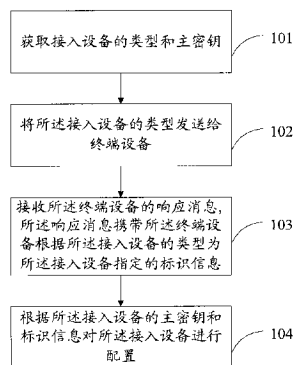 获取接入设备的类型和主密钥
101
将所述接入设备的类型发送给
终端设备
102
接收所述终端设备的响应消息,
所述响应消息携带所述终端设
备根据所述接入设备的类型为
所述接入设备指定的标识信息
103
根据所述接入设备的主密钥和
标识信息对所述接入设备进行
配置
104